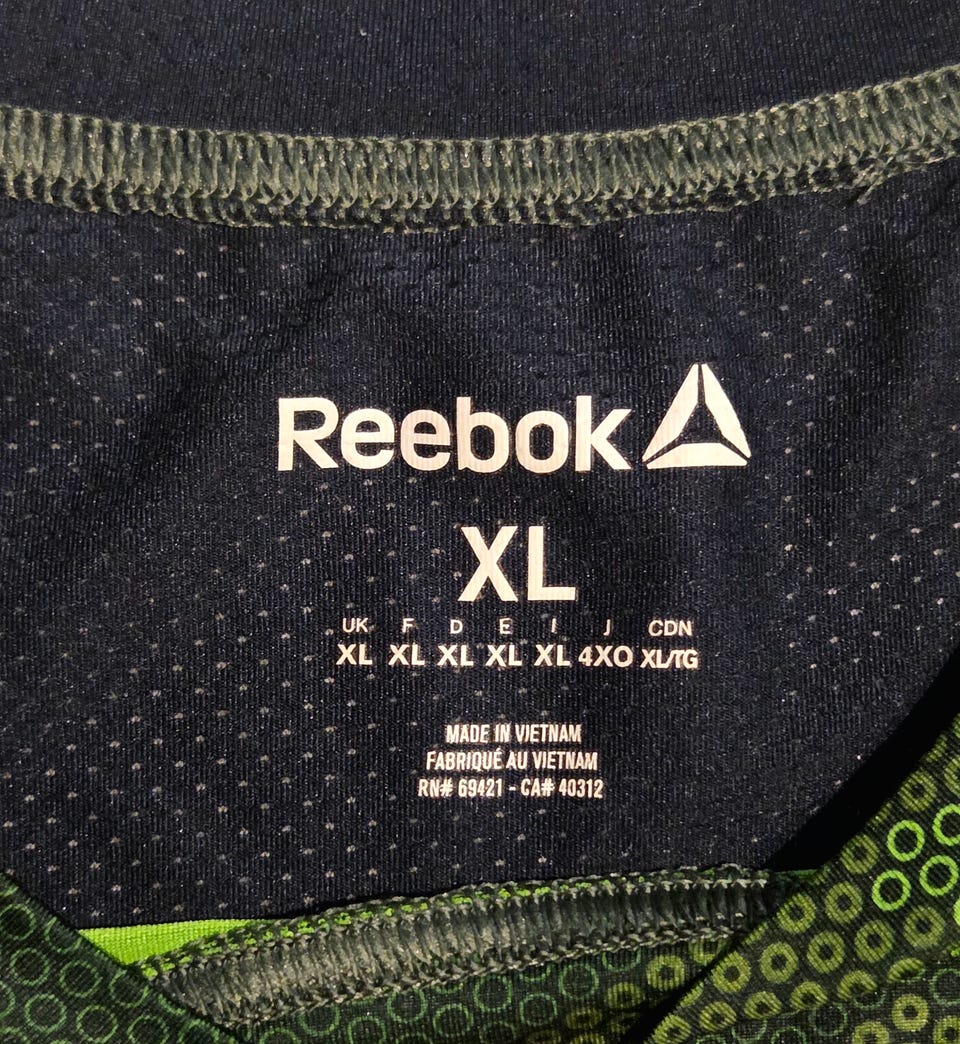 Reebok
XL
UK F D E I J CDN
XL XL XL XL XL 4XO XL/TG
MADE IN VIETNAM
FABRIQUÉ AU VIETNAM
RN# 69421 - CA# 40312